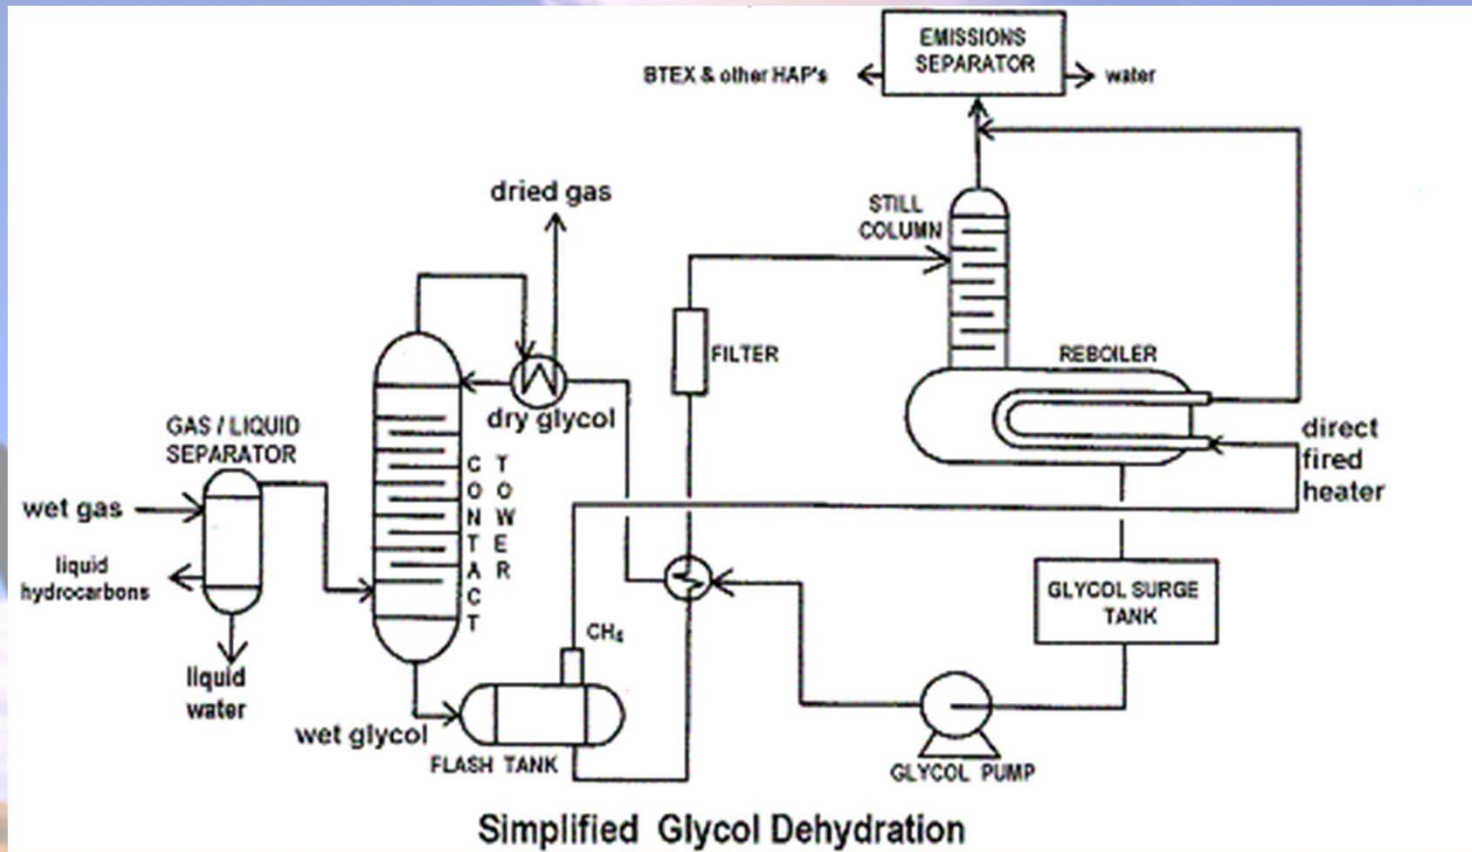 EMISSIONS
SEPARATOR
BTEX & other HAP's
water
dried gas
STILL
COLUMN
FILTER
REBOILER
dry glycol
GAS / LIQUID
SEPARATOR
CONTACT
TOWER
direct
fired
heater
wet gas
liquid
hydrocarbons
GLYCOL SURGE
TANK
CH₄
liquid
water
wet glycol
FLASH TANK
GLYCOL PUMP
Simplified Glycol Dehydration